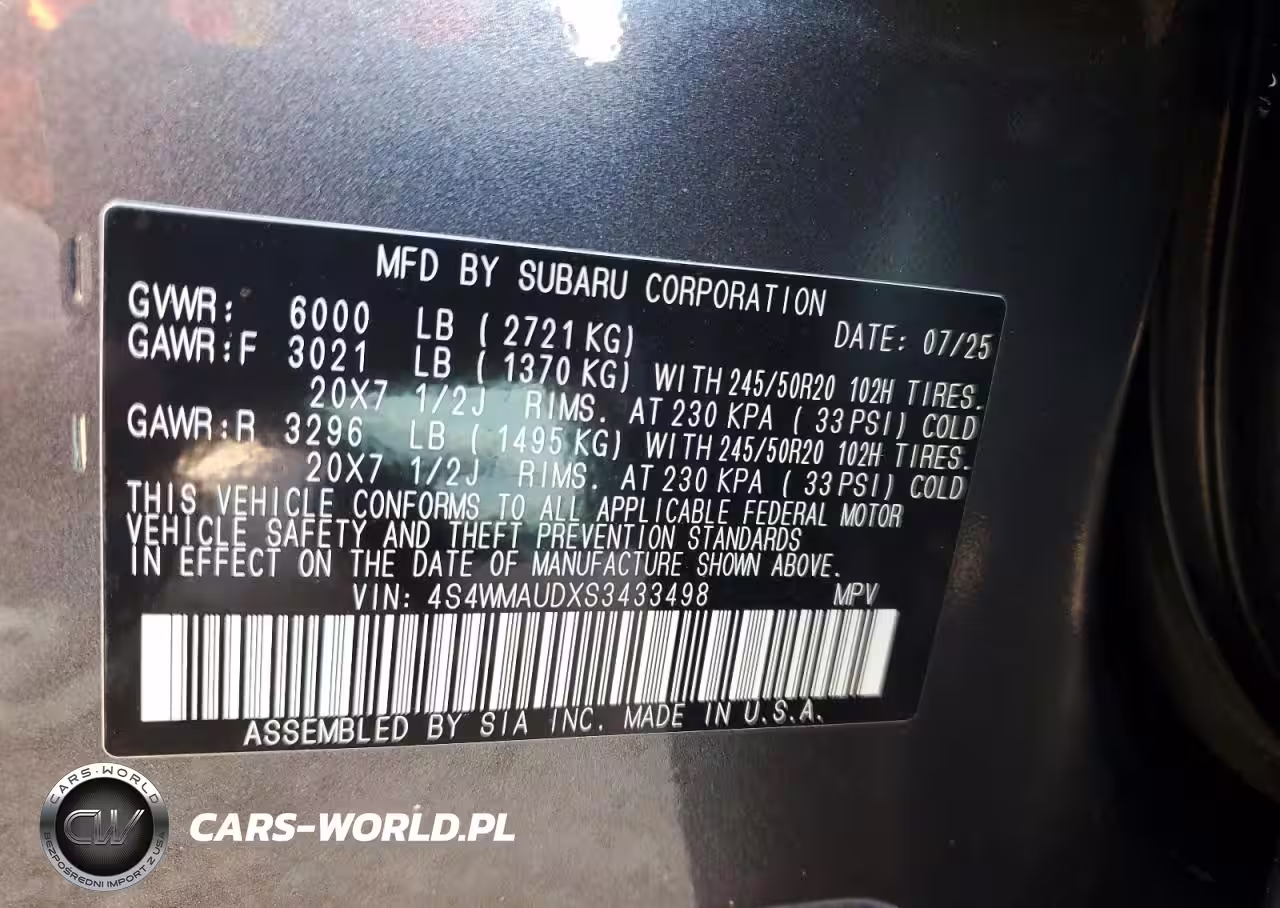 MFD BY SUBARU CORPORATION
GVWR: 6000 LB ( 2721 KG) DATE: 07/25
GAWR:F 3021 LB ( 1370 KG) WITH 245/50R20 102H TIRES.
20X7 1/2J RIMS. AT 230 KPA ( 33 PSI) COLD
GAWR:R 3296 LB ( 1495 KG) WITH 245/50R20 102H TIRES.
20X7 1/2J RIMS. AT 230 KPA ( 33 PSI) COLD
THIS VEHICLE CONFORMS TO ALL APPLICABLE FEDERAL MOTOR
VEHICLE SAFETY AND THEFT PREVENTION STANDARDS
IN EFFECT ON THE DATE OF MANUFACTURE SHOWN ABOVE.
VIN: 4S4WMAUDXS3433498 MPV
ASSEMBLED BY SIA INC. MADE IN U.S.A.
CARS-WORLD
CW
BEZPOŚREDNI IMPORT Z USA
CARS-WORLD.PL